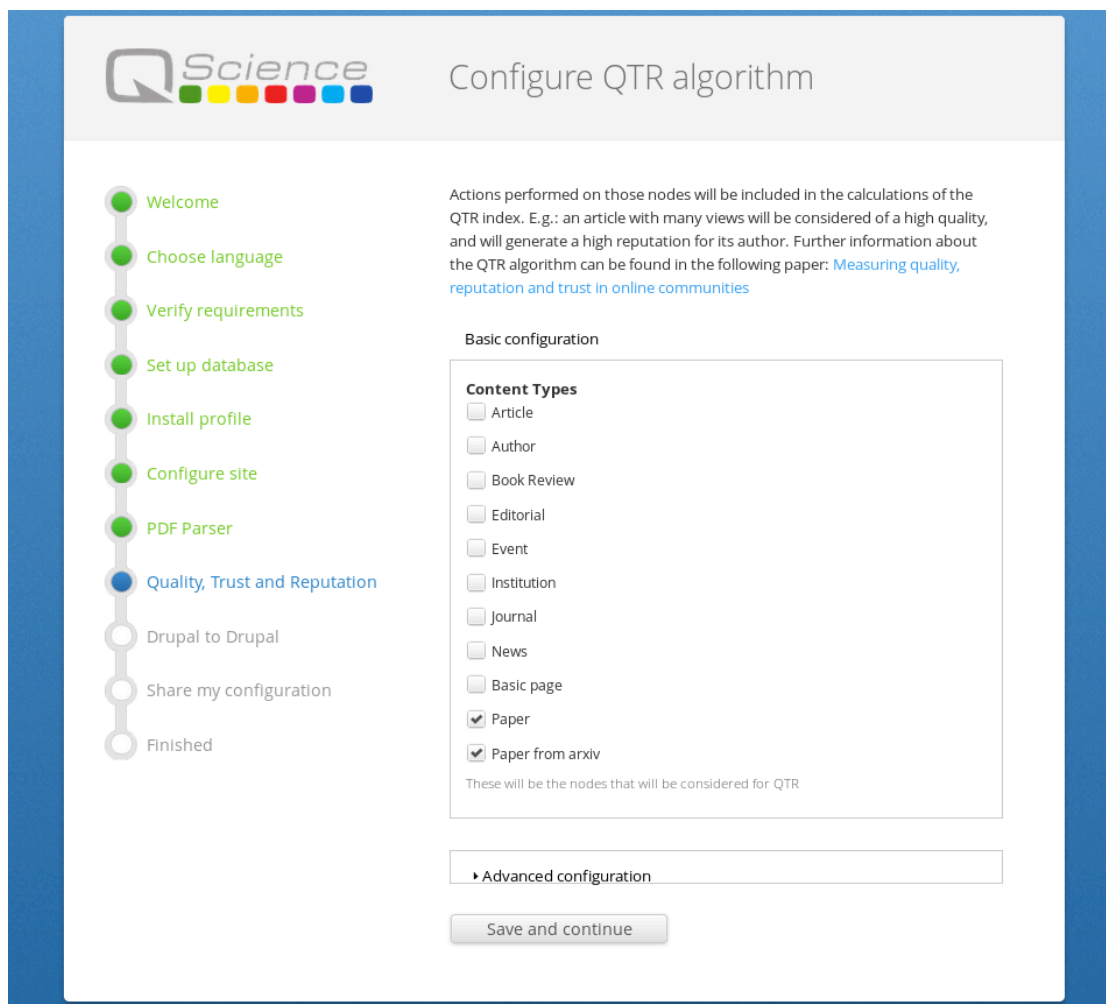 QScience
Configure QTR algorithm
Welcome
Choose language
Verify requirements
Set up database
Install profile
Configure site
PDF Parser
Quality, Trust and Reputation
Drupal to Drupal
Share my configuration
Finished
Actions performed on those nodes will be included in the calculations of the
QTR index. E.g.: an article with many views will be considered of a high quality,
and will generate a high reputation for its author. Further information about
the QTR algorithm can be found in the following paper: Measuring quality,
reputation and trust in online communities
Basic configuration
Content Types
Article
Author
Book Review
Editorial
Event
Institution
Journal
News
Basic page
Paper
Paper from arxiv
These will be the nodes that will be considered for QTR
Advanced configuration
Save and continue